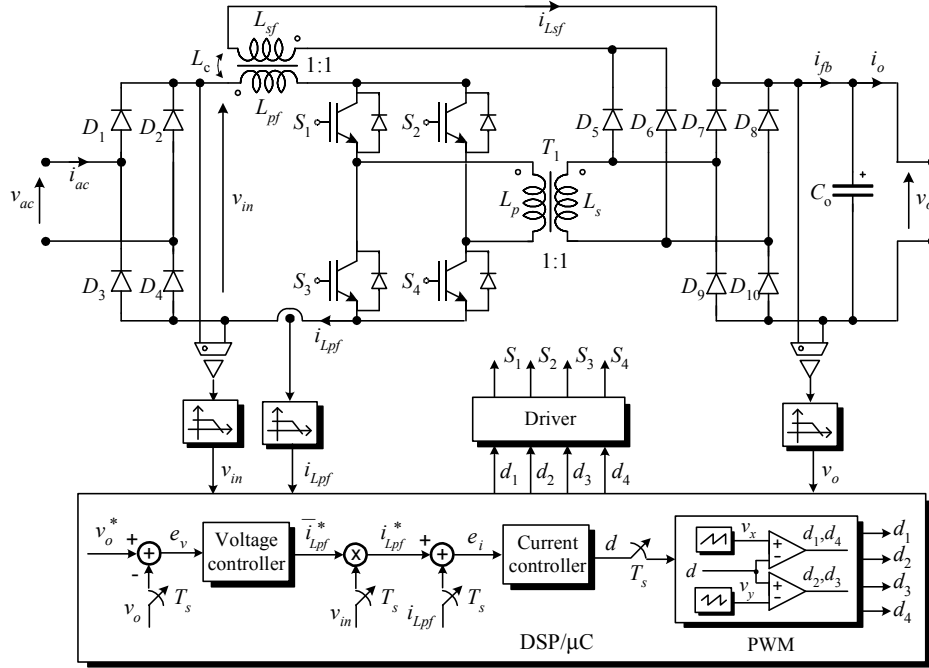 L_sf
i_Lsf
L_c
1:1
L_pf
i_fb
i_o
D_1
D_2
S_1
S_2
D_5
D_6
D_7
D_8
T_1
i_ac
v_ac
v_in
L_p
L_s
C_o
+
v_o
1:1
D_3
D_4
S_3
S_4
D_9
D_10
i_Lpf
S_1 S_2 S_3 S_4
Driver
v_in
i_Lpf
d_1 d_2 d_3 d_4
v_o
v_o*
+
+
-
e_v
Voltage controller
i_Lpf*
x
i_Lpf*
+
+
-
e_i
Current controller
d
T_s
v_x
+
-
d_1,d_4
d
v_y
+
-
d_2,d_3
d_1
d_2
d_3
d_4
v_o
T_s
v_in
T_s
i_Lpf
T_s
DSP/µC
PWM